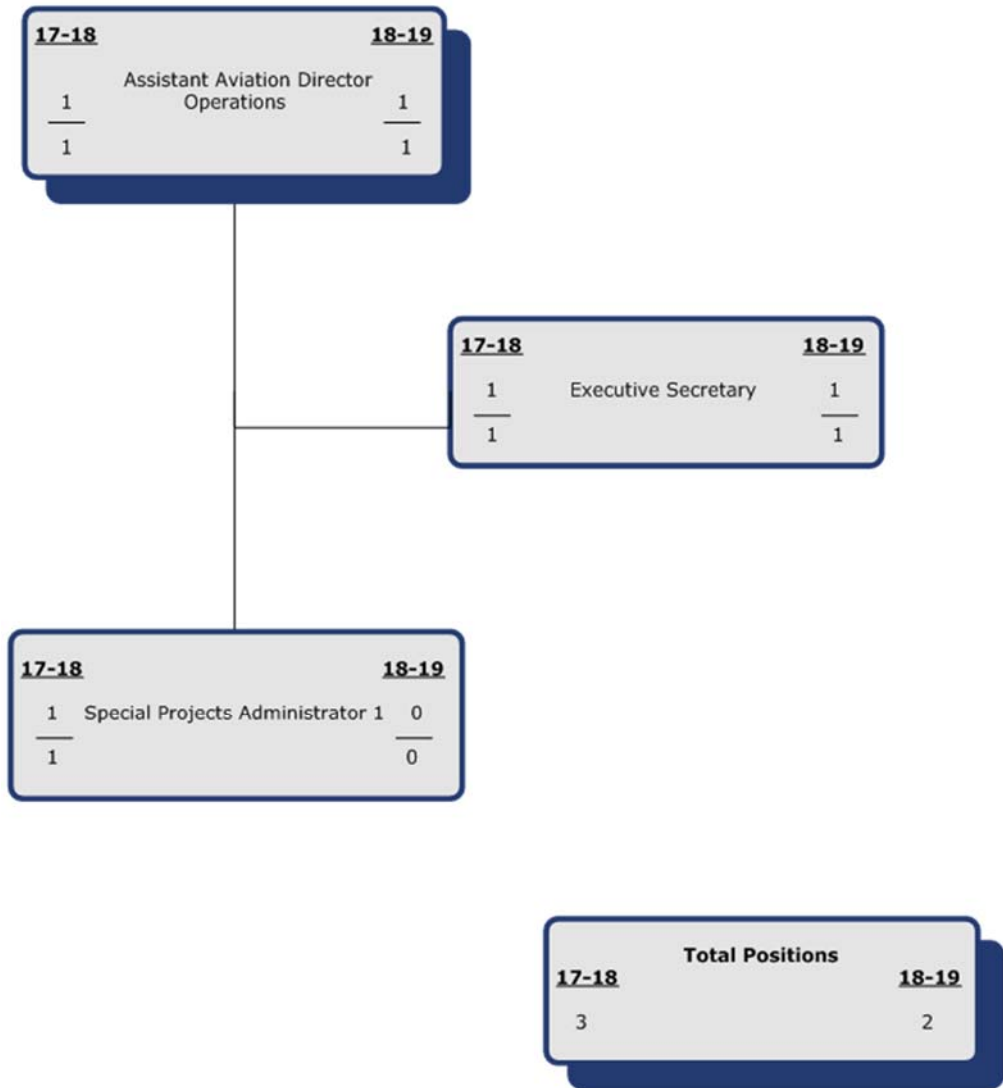 17-18 18-19
Assistant Aviation Director
1 Operations 1
1 1
17-18 18-19
1 Executive Secretary 1
1 1
17-18 18-19
1 Special Projects Administrator 1 0
1 0
Total Positions
17-18 18-19
3 2